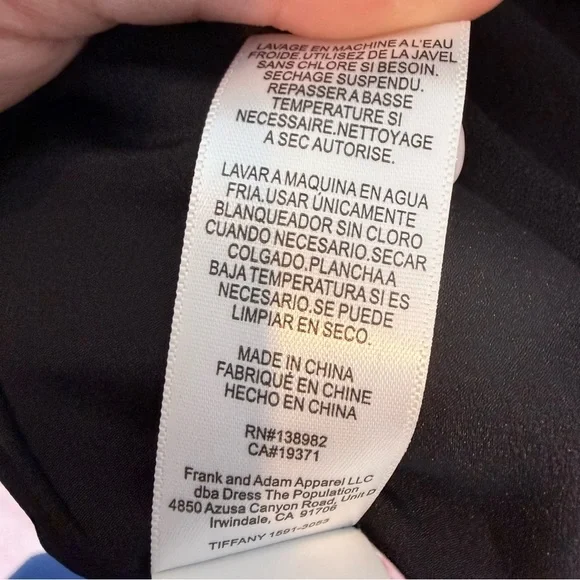 LAVAGE EN MACHINE A L'EAU
FROIDE.UTILISEZ DE LA JAVEL
SANS CHLORE SI BESOIN.
SECHAGE SUSPENDU.
REPASSER A BASSE
TEMPERATURE SI
NECESSAIRE.NETTOYAGE
A SEC AUTORISE.
LAVAR A MAQUINA EN AGUA
FRIA.USAR ÚNICAMENTE
BLANQUEADOR SIN CLORO
CUANDO NECESARIO.SECAR
COLGADO.PLANCHA A
BAJA TEMPERATURA SI ES
NECESARIO.SE PUEDE
LIMPIAR EN SECO.
MADE IN CHINA
FABRIQUÉ EN CHINE
HECHO EN CHINA
RN#138982
CA#19371
Frank and Adam Apparel LLC
dba Dress The Population
4850 Azusa Canyon Road, Unit D
Irwindale, CA 91706
TIFFANY 1591-3053